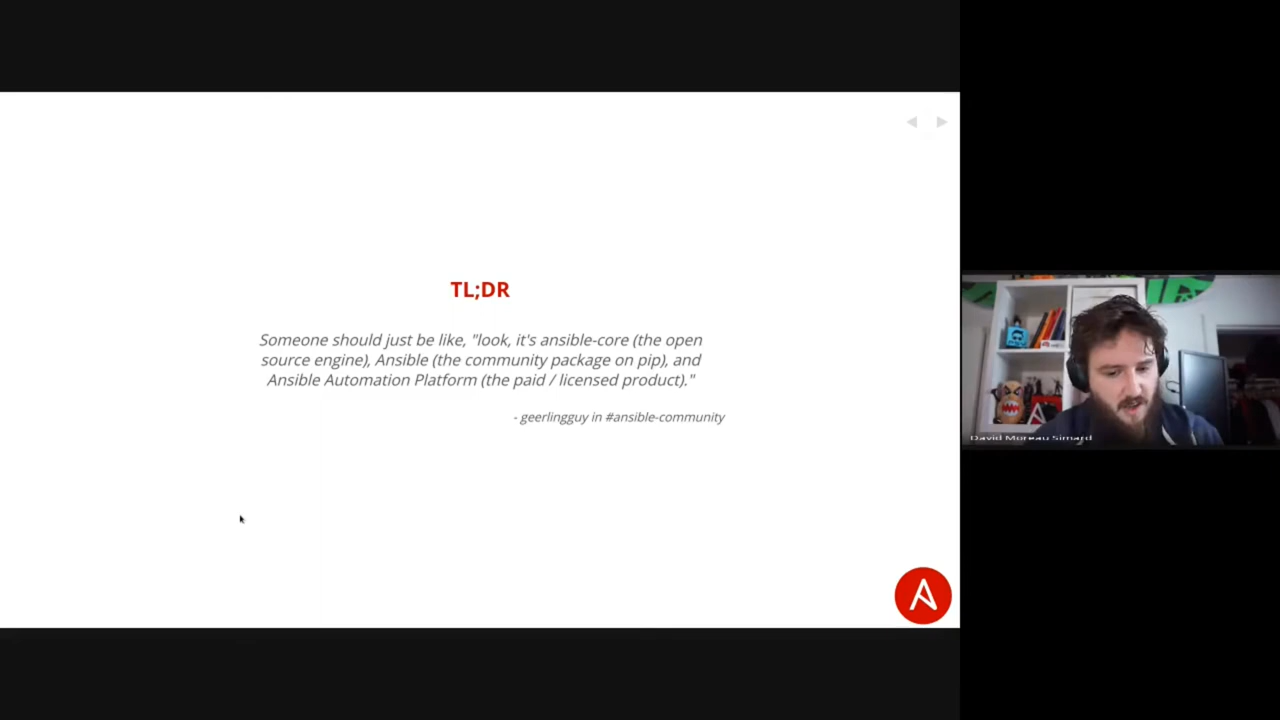 TL;DR
Someone should just be like, "look, it's ansible-core (the open
source engine), Ansible (the community package on pip), and
Ansible Automation Platform (the paid / licensed product)."
- geerlingguy in #ansible-community
David Moreau Simard